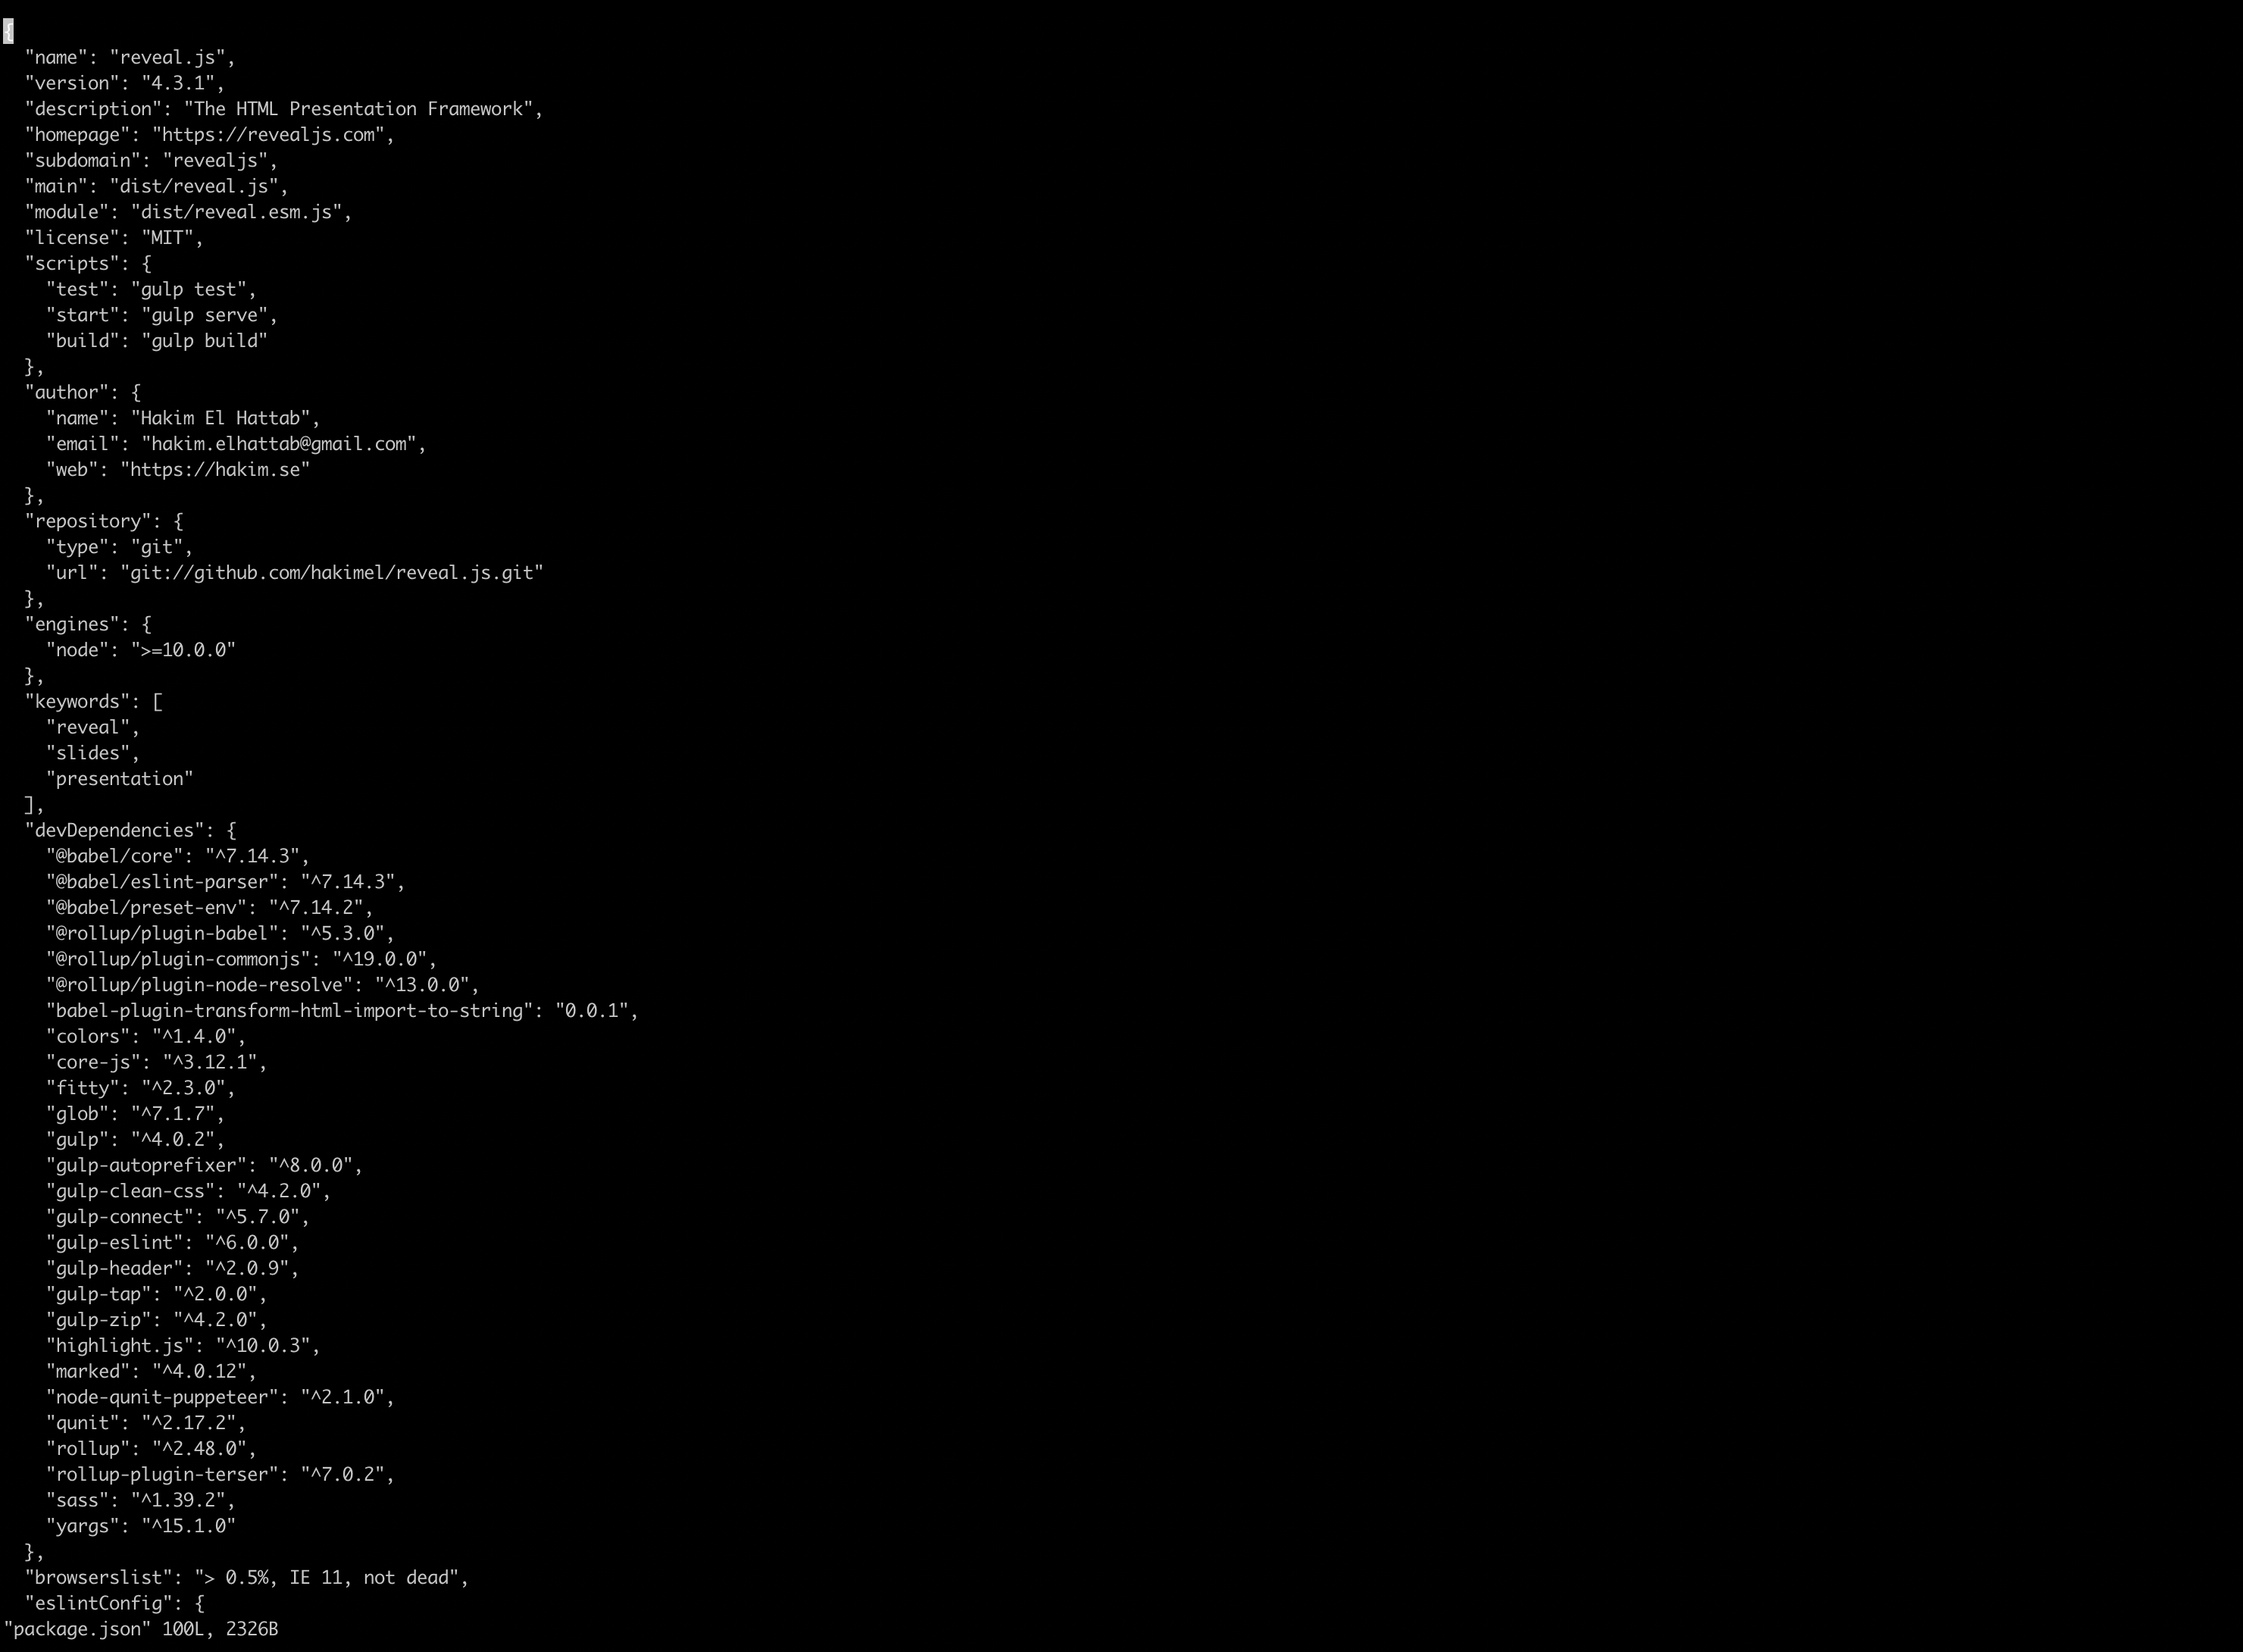 {
  "name": "reveal.js",
  "version": "4.3.1",
  "description": "The HTML Presentation Framework",
  "homepage": "https://revealjs.com",
  "subdomain": "revealjs",
  "main": "dist/reveal.js",
  "module": "dist/reveal.esm.js",
  "license": "MIT",
  "scripts": {
    "test": "gulp test",
    "start": "gulp serve",
    "build": "gulp build"
  },
  "author": {
    "name": "Hakim El Hattab",
    "email": "hakim.elhattab@gmail.com",
    "web": "https://hakim.se"
  },
  "repository": {
    "type": "git",
    "url": "git://github.com/hakimel/reveal.js.git"
  },
  "engines": {
    "node": ">=10.0.0"
  },
  "keywords": [
    "reveal",
    "slides",
    "presentation"
  ],
  "devDependencies": {
    "@babel/core": "^7.14.3",
    "@babel/eslint-parser": "^7.14.3",
    "@babel/preset-env": "^7.14.2",
    "@rollup/plugin-babel": "^5.3.0",
    "@rollup/plugin-commonjs": "^19.0.0",
    "@rollup/plugin-node-resolve": "^13.0.0",
    "babel-plugin-transform-html-import-to-string": "0.0.1",
    "colors": "^1.4.0",
    "core-js": "^3.12.1",
    "fitty": "^2.3.0",
    "glob": "^7.1.7",
    "gulp": "^4.0.2",
    "gulp-autoprefixer": "^8.0.0",
    "gulp-clean-css": "^4.2.0",
    "gulp-connect": "^5.7.0",
    "gulp-eslint": "^6.0.0",
    "gulp-header": "^2.0.9",
    "gulp-tap": "^2.0.0",
    "gulp-zip": "^4.2.0",
    "highlight.js": "^10.0.3",
    "marked": "^4.0.12",
    "node-qunit-puppeteer": "^2.1.0",
    "qunit": "^2.17.2",
    "rollup": "^2.48.0",
    "rollup-plugin-terser": "^7.0.2",
    "sass": "^1.39.2",
    "yargs": "^15.1.0"
  },
  "browserslist": "> 0.5%, IE 11, not dead",
  "eslintConfig": {
"package.json" 100L, 2326B